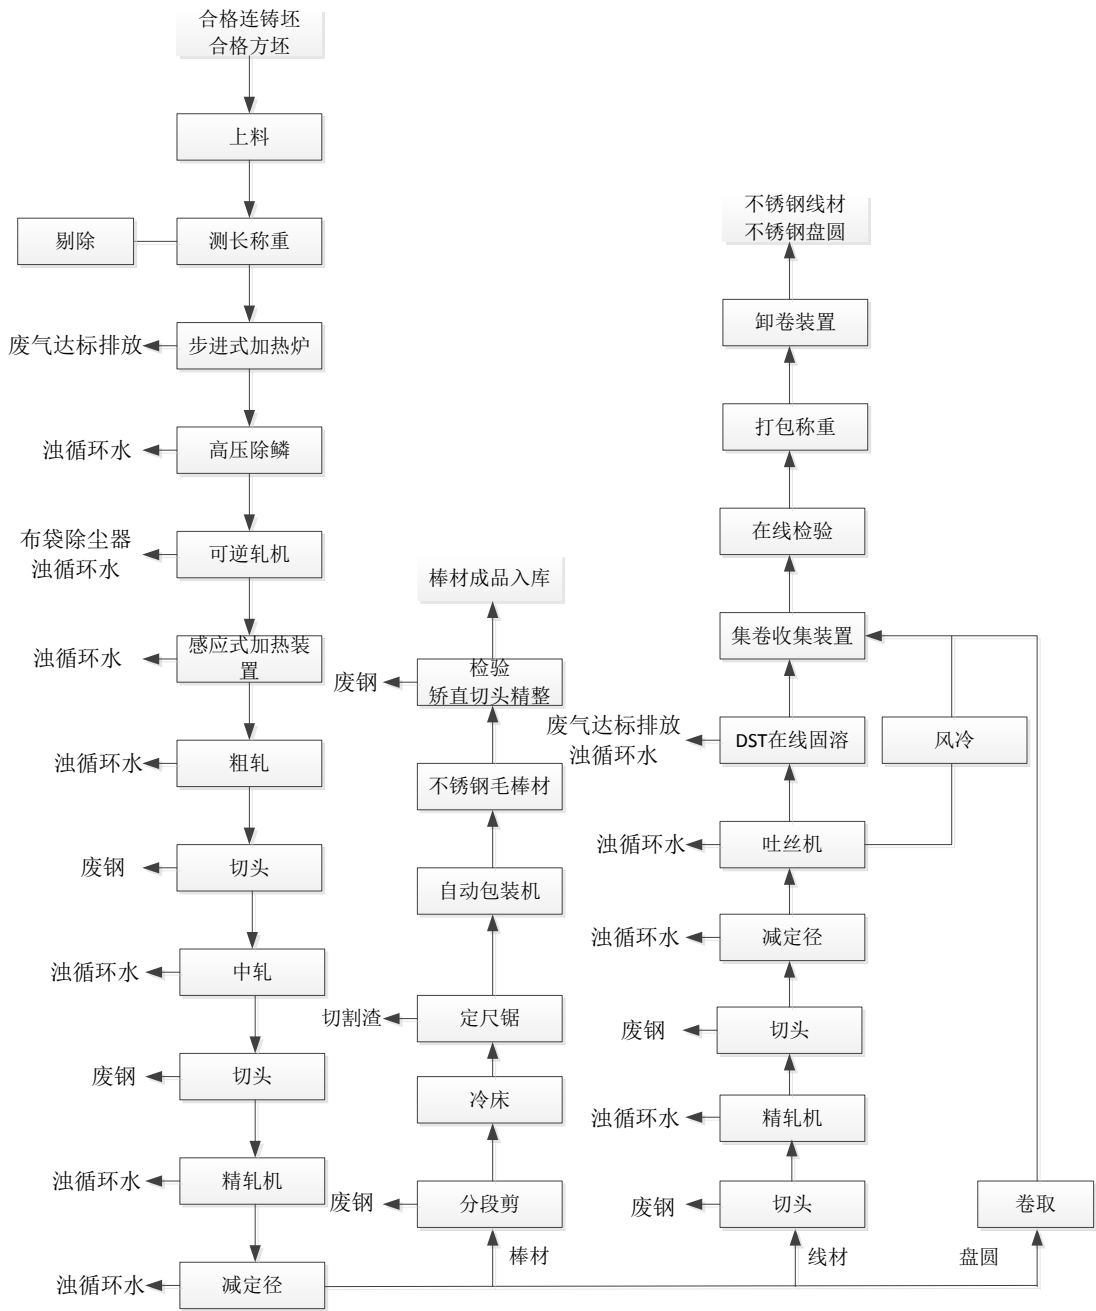 合格连铸坯
合格方坯
上料
剔除
测长称重
废气达标排放
步进式加热炉
浊循环水
高压除鳞
布袋除尘器
浊循环水
可逆轧机
浊循环水
感应式加热装
置
浊循环水
粗轧
废钢
切头
浊循环水
中轧
废钢
切头
浊循环水
精轧机
浊循环水
减定径
棒材成品入库
废钢
检验
矫直切头精整
不锈钢毛棒材
自动包装机
切割渣
定尺锯
冷床
废钢
分段剪
棒材
不锈钢线材
不锈钢盘圆
卸卷装置
打包称重
在线检验
集卷收集装置
废气达标排放
浊循环水
DST在线固溶
风冷
浊循环水
吐丝机
浊循环水
减定径
废钢
切头
浊循环水
精轧机
废钢
切头
线材
卷取
盘圆